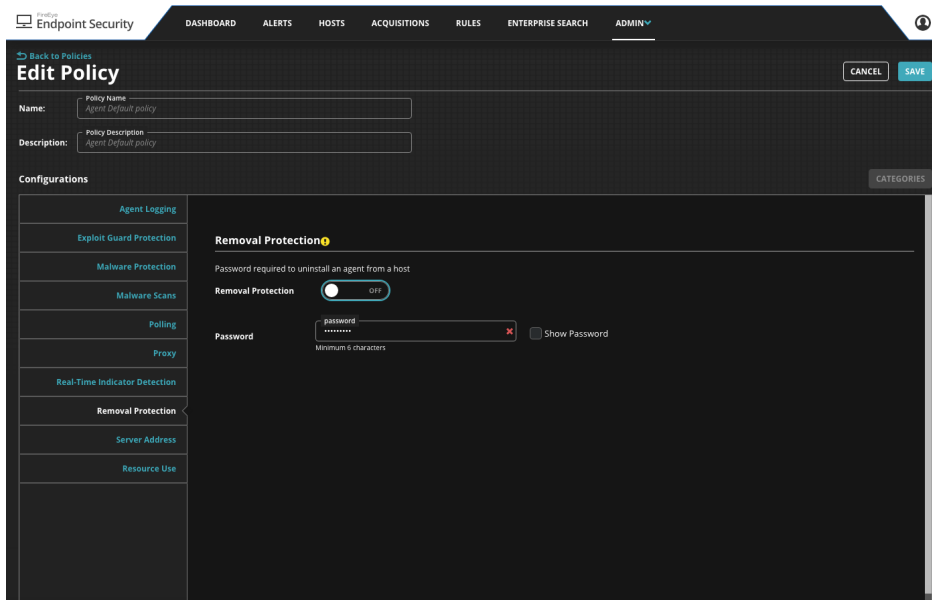 FireEye
Endpoint Security
DASHBOARD ALERTS HOSTS ACQUISITIONS RULES ENTERPRISE SEARCH ADMIN
Back to Policies
Edit Policy
CANCEL SAVE
Policy Name
Name: Agent Default policy
Policy Description
Description: Agent Default policy
Configurations
CATEGORIES
Agent Logging
Exploit Guard Protection
Malware Protection
Malware Scans
Polling
Proxy
Real-Time Indicator Detection
Removal Protection
Server Address
Resource Use
Removal Protection
Password required to uninstall an agent from a host
Removal Protection OFF
password
Password ••••••••• Show Password
Minimum 6 characters